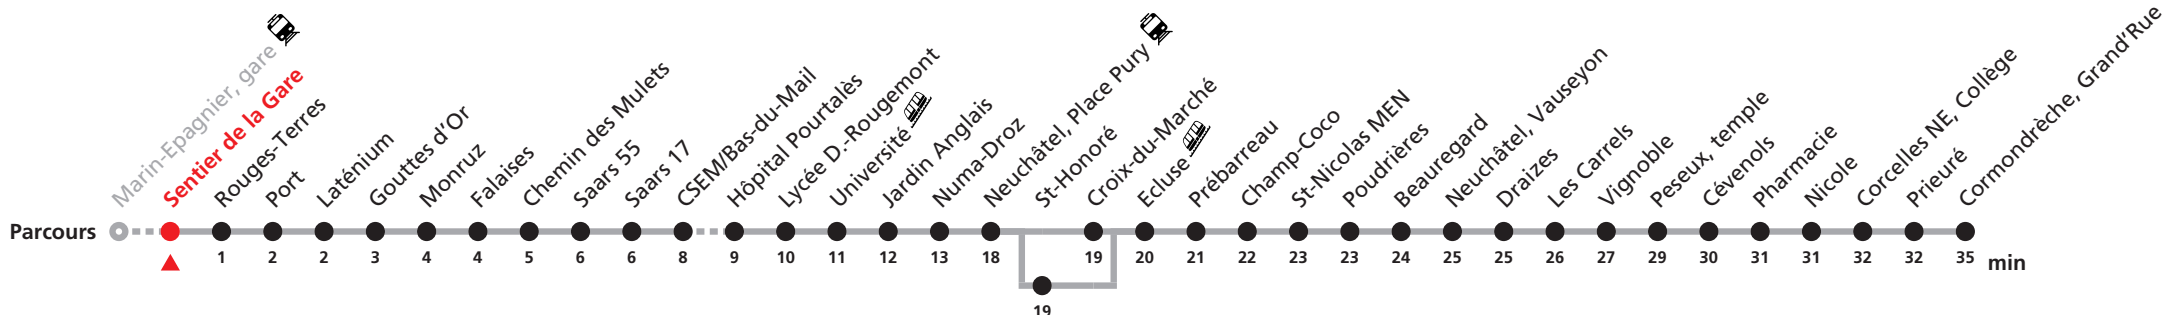 Marin-Epagnier, gare
Sentier de la Gare
Rouges-Terres
Port
Laténium
Gouttes d'Or
Monruz
Falaises
Chemin des Mulets
Saars 55
Saars 17
CSEM/Bas-du-Mail
Hôpital Pourtalès
Lycée D.-Rougemont
Université
Jardin Anglais
Numa-Droz
Neuchâtel, Place Pury
St-Honoré
Croix-du-Marché
Ecluse
Prébarreau
Champ-Coco
St-Nicolas MEN
Poudrières
Beauregard
Neuchâtel, Vauseyon
Draizes
Les Carrels
Vignoble
Peseux, temple
Cévenols
Pharmacie
Nicole
Corcelles NE, Collège
Prieuré
Cormondrèche, Grand'Rue
Parcours
1 2 2 3 4 4 5 6 6 8 9 10 11 12 13 18 19 20 21 22 23 23 24 25 25 26 27 29 30 31 31 32 32 35 min
19